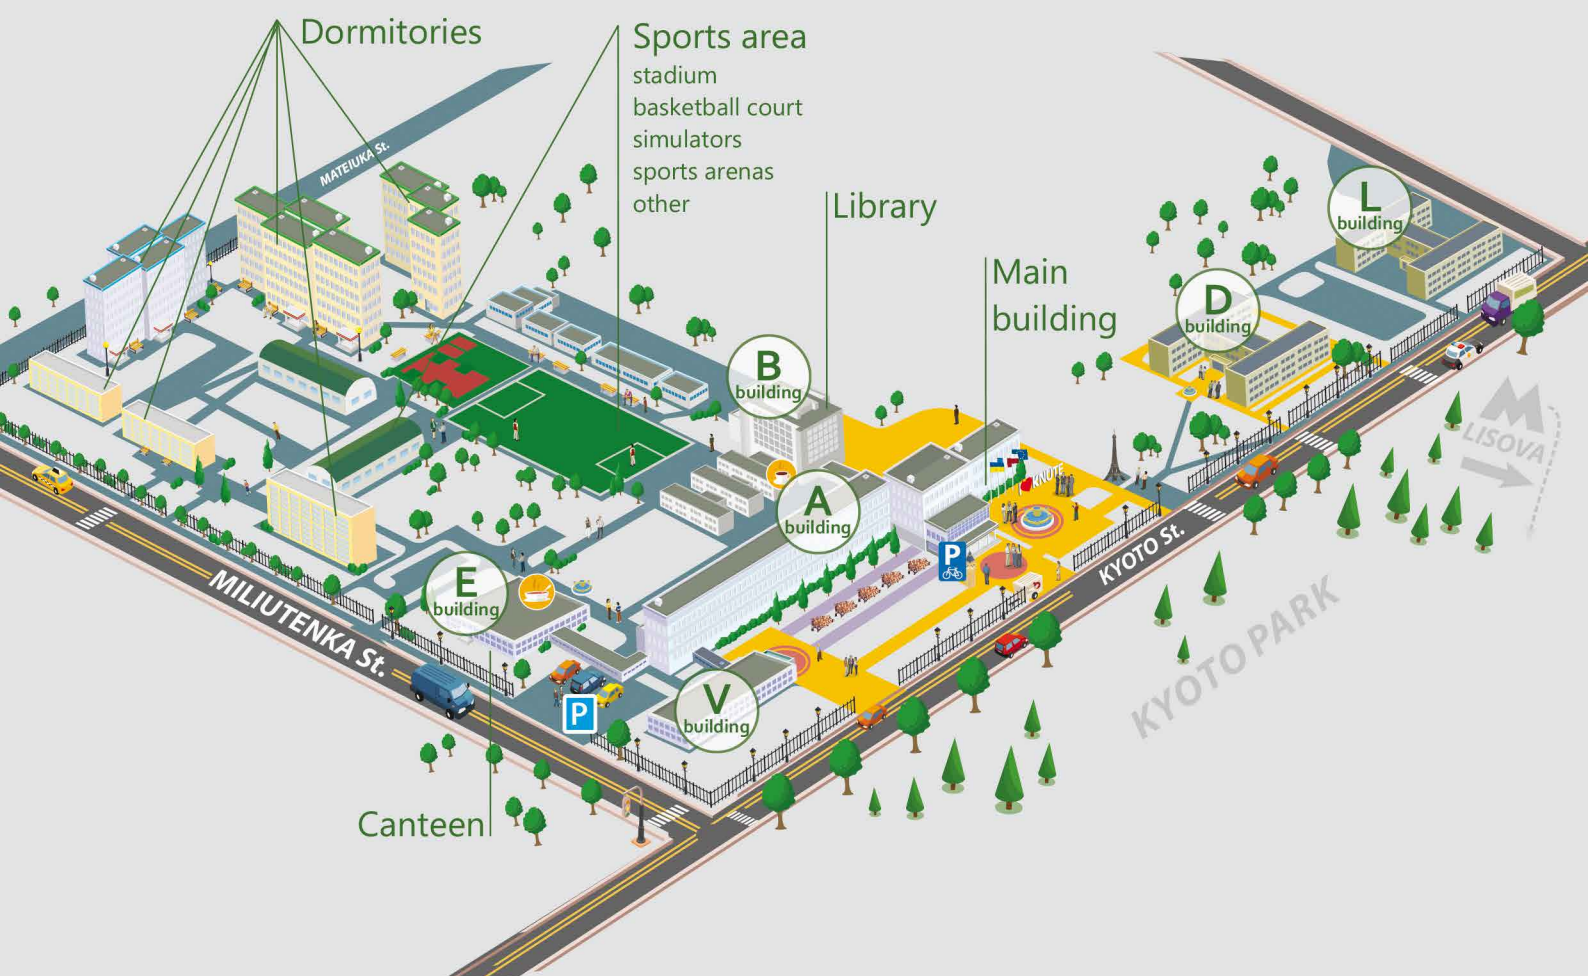 Dormitories
Sports area
stadium
basketball court
simulators
sports arenas
other
MATEIUKA St.
Library
L
building
Main
building
D
building
B
building
KNUTE
M
LISOVA
A
building
P
KYOTO St.
E
building
MILIUTENKA St.
KYOTO PARK
P
V
building
Canteen